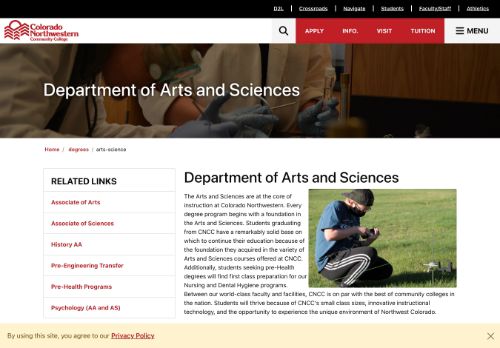 D2L Crossroads Navigate Students Faculty/Staff Athletics
Colorado
Northwestern
Community College
APPLY INFO. VISIT TUITION MENU
Department of Arts and Sciences
Home / degrees / arts-science
RELATED LINKS
Associate of Arts
Associate of Sciences
History AA
Pre-Engineering Transfer
Pre-Health Programs
Psychology (AA and AS)
Department of Arts and Sciences
The Arts and Sciences are at the core of
instruction at Colorado Northwestern. Every
degree program begins with a foundation in
the Arts and Sciences. Students graduating
from CNCC have a remarkably solid base on
which to continue their education because of
the foundation they acquired in the variety of
Arts and Sciences courses offered at CNCC.
Additionally, students seeking pre-Health
degrees will find first class preparation for our
Nursing and Dental Hygiene programs.
Between our world-class faculty and facilities, CNCC is on par with the best of community colleges in
the nation. Students will thrive because of CNCC's small class sizes, innovative instructional
technology, and the opportunity to experience the unique environment of Northwest Colorado.
By using this site, you agree to our Privacy Policy